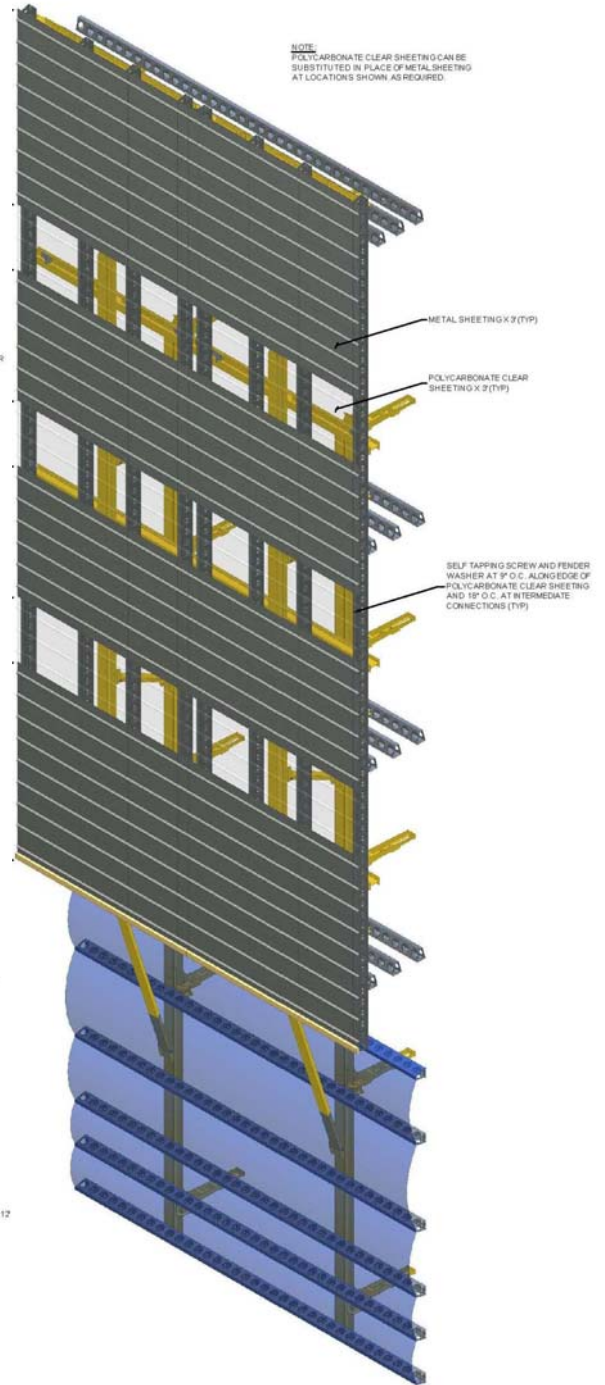 NOTE:
POLYCARBONATE CLEAR SHEETING CAN BE
SUBSTITUTED IN PLACE OF METAL SHEETING
AT LOCATIONS SHOWN AS REQUIRED.
METAL SHEETING X 3' (TYP)
POLYCARBONATE CLEAR
SHEETING X 3' (TYP)
SELF TAPPING SCREW AND FENDER
WASHER AT 9" O.C. ALONG EDGE OF
POLYCARBONATE CLEAR SHEETING
AND 18" O.C. AT INTERMEDIATE
CONNECTIONS (TYP)